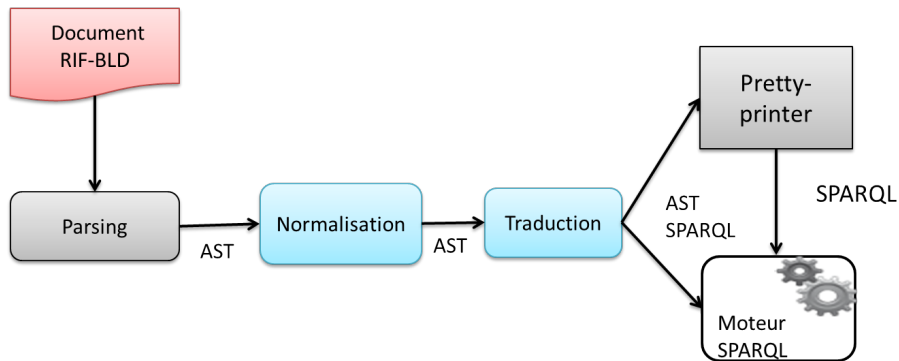 Document
RIF-BLD
Pretty-
printer
Parsing
AST
Normalisation
AST
Traduction
AST
SPARQL
SPARQL
Moteur
SPARQL